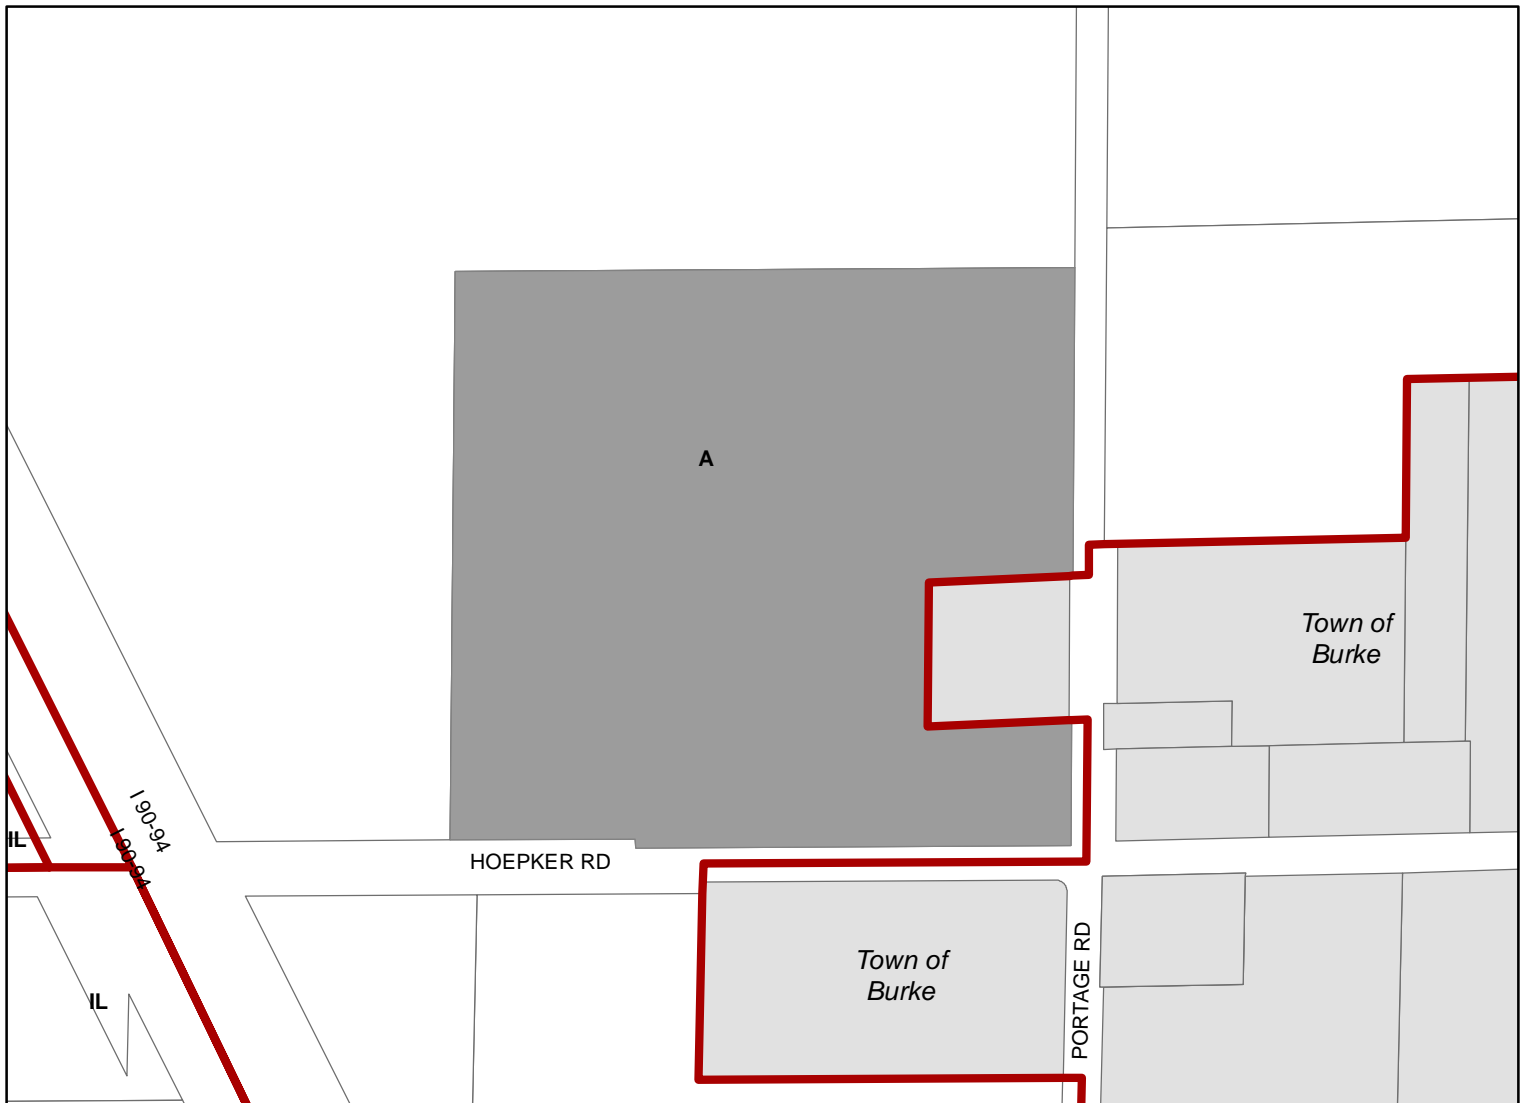 A
Town of
Burke
I 90-94
I 90-94
IL
HOEPKER RD
Town of
Burke
PORTAGE RD
IL